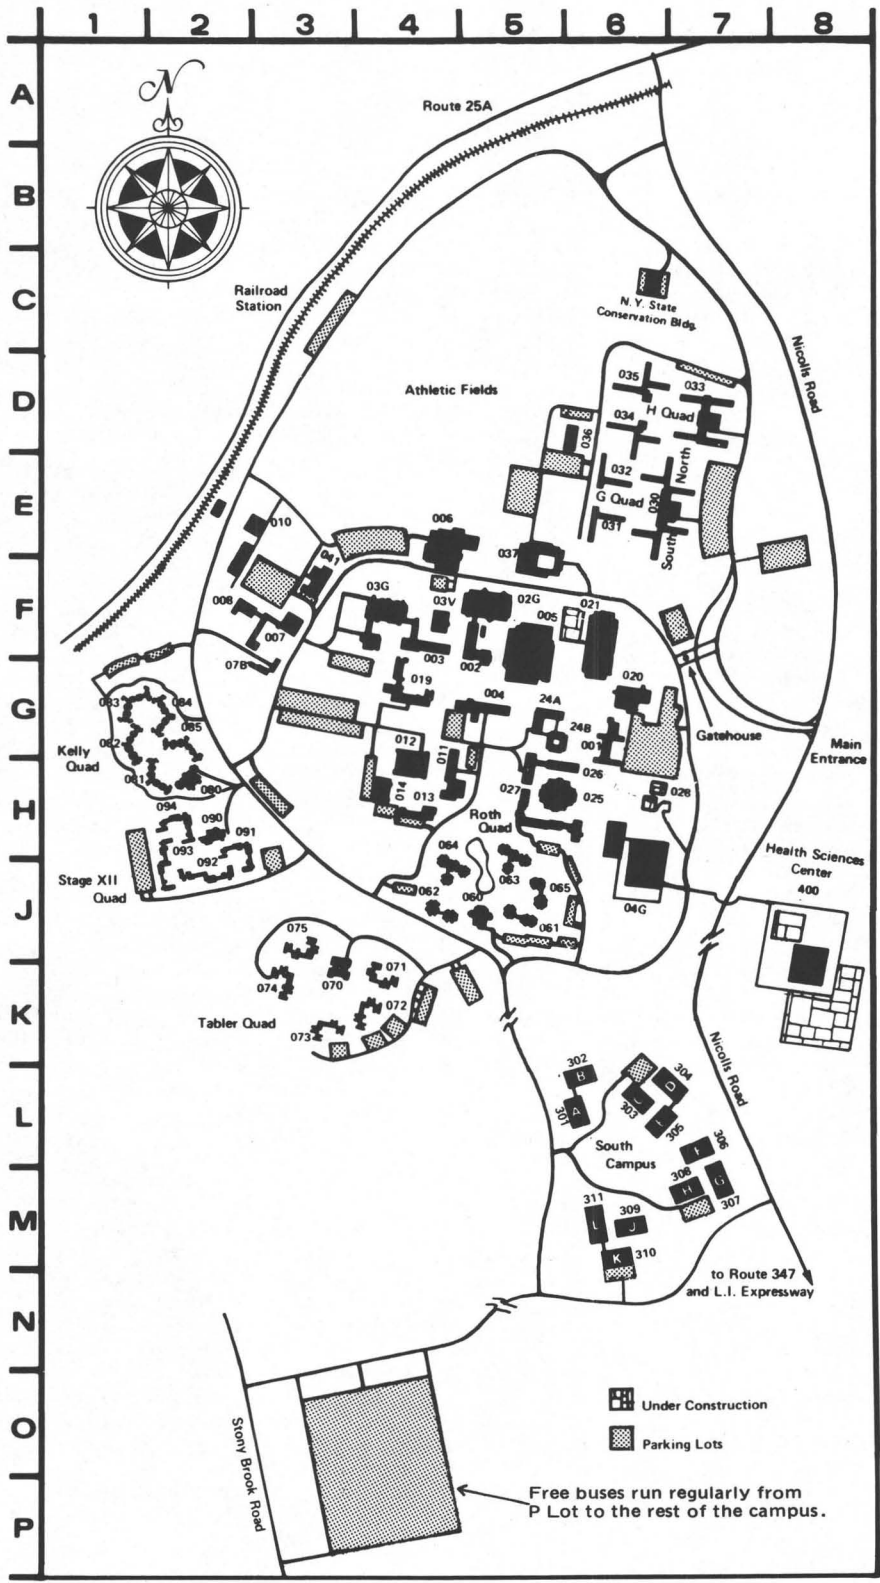 1 2 3 4 5 6 7 8
A
B
C
D
E
F
G
H
J
K
L
M
N
O
P
N
Route 25A
Railroad
Station
N.Y. State
Conservation Bldg.
Nicolls Road
Athletic Fields
035
033
H Quad
034
036
032
North
G Quad
030
031
South
010
006
041
037
03G
03V
02G
021
005
008
007
07B
003
002
019
004
24A
24B
020
001
Gatehouse
Main
Entrance
083
084
085
082
081
080
Kelly
Quad
012
011
014
013
026
027
025
028
Roth
Quad
094
090
091
093
092
Stage XII
Quad
064
063
062
060
065
061
04G
Health Sciences
Center
400
075
071
074
070
072
073
Tabler Quad
Nicolls Road
302
B
A
301
304
D
C
303
E
305
South
Campus
306
F
308
H
G
307
311
L
309
J
K
310
to Route 347
and L.I. Expressway
Stony Brook Road
Under Construction
Parking Lots
Free buses run regularly from
P Lot to the rest of the campus.